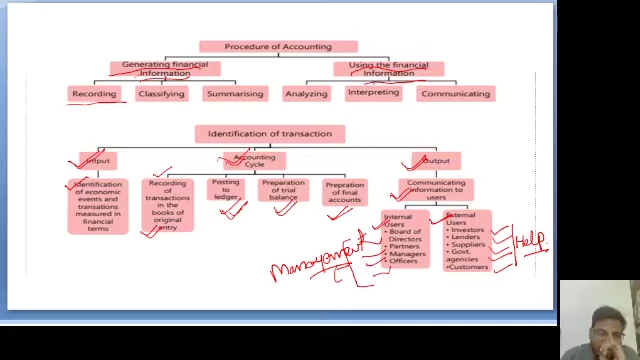 Procedure of Accounting
Generating financial
Information
Using the financial
Information
Recording
Classifying
Summarising
Analyzing
Interpreting
Communicating
Identification of transaction
Input
Accounting
Cycle
Output
Identification
of economic
events and
transations
measured in
financial
terms
Recording
of
transactions
in the
books of
original
entry
Posting
to
ledger
Preparation
of trial
balance
Prepration
of final
accounts
Communicating
information to
users
Internal
Users
• Board of
Directors
• Partners
• Managers
• Officers
External
Users
• Investors
• Lenders
• Suppliers
• Govt.
agencies
•Customers
Management
Help